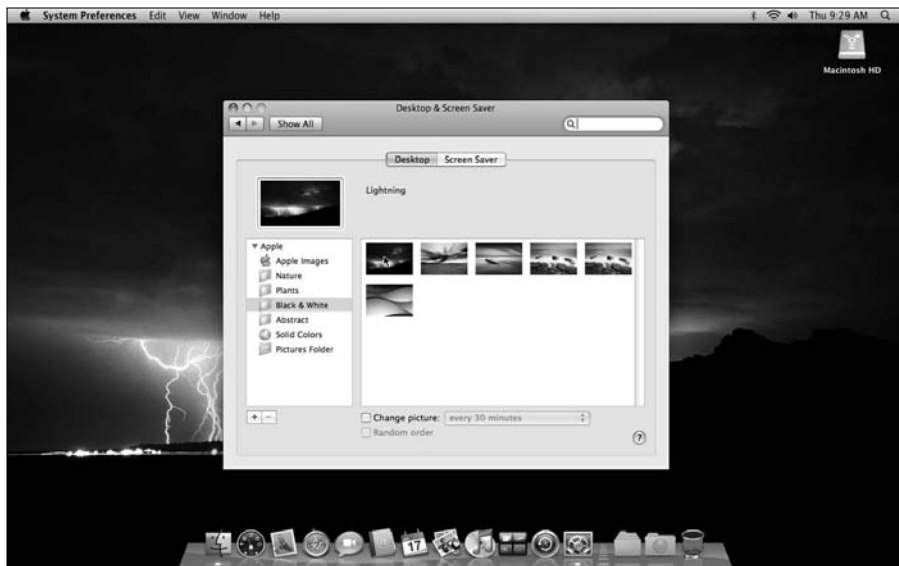 System Preferences Edit View Window Help Thu 9:29 AM
Macintosh HD
Desktop & Screen Saver
Show All
Desktop Screen Saver
Lightning
Apple
Apple Images
Nature
Plants
Black & White
Abstract
Solid Colors
Pictures Folder
+ −
Change picture: every 30 minutes
Random order
?
17